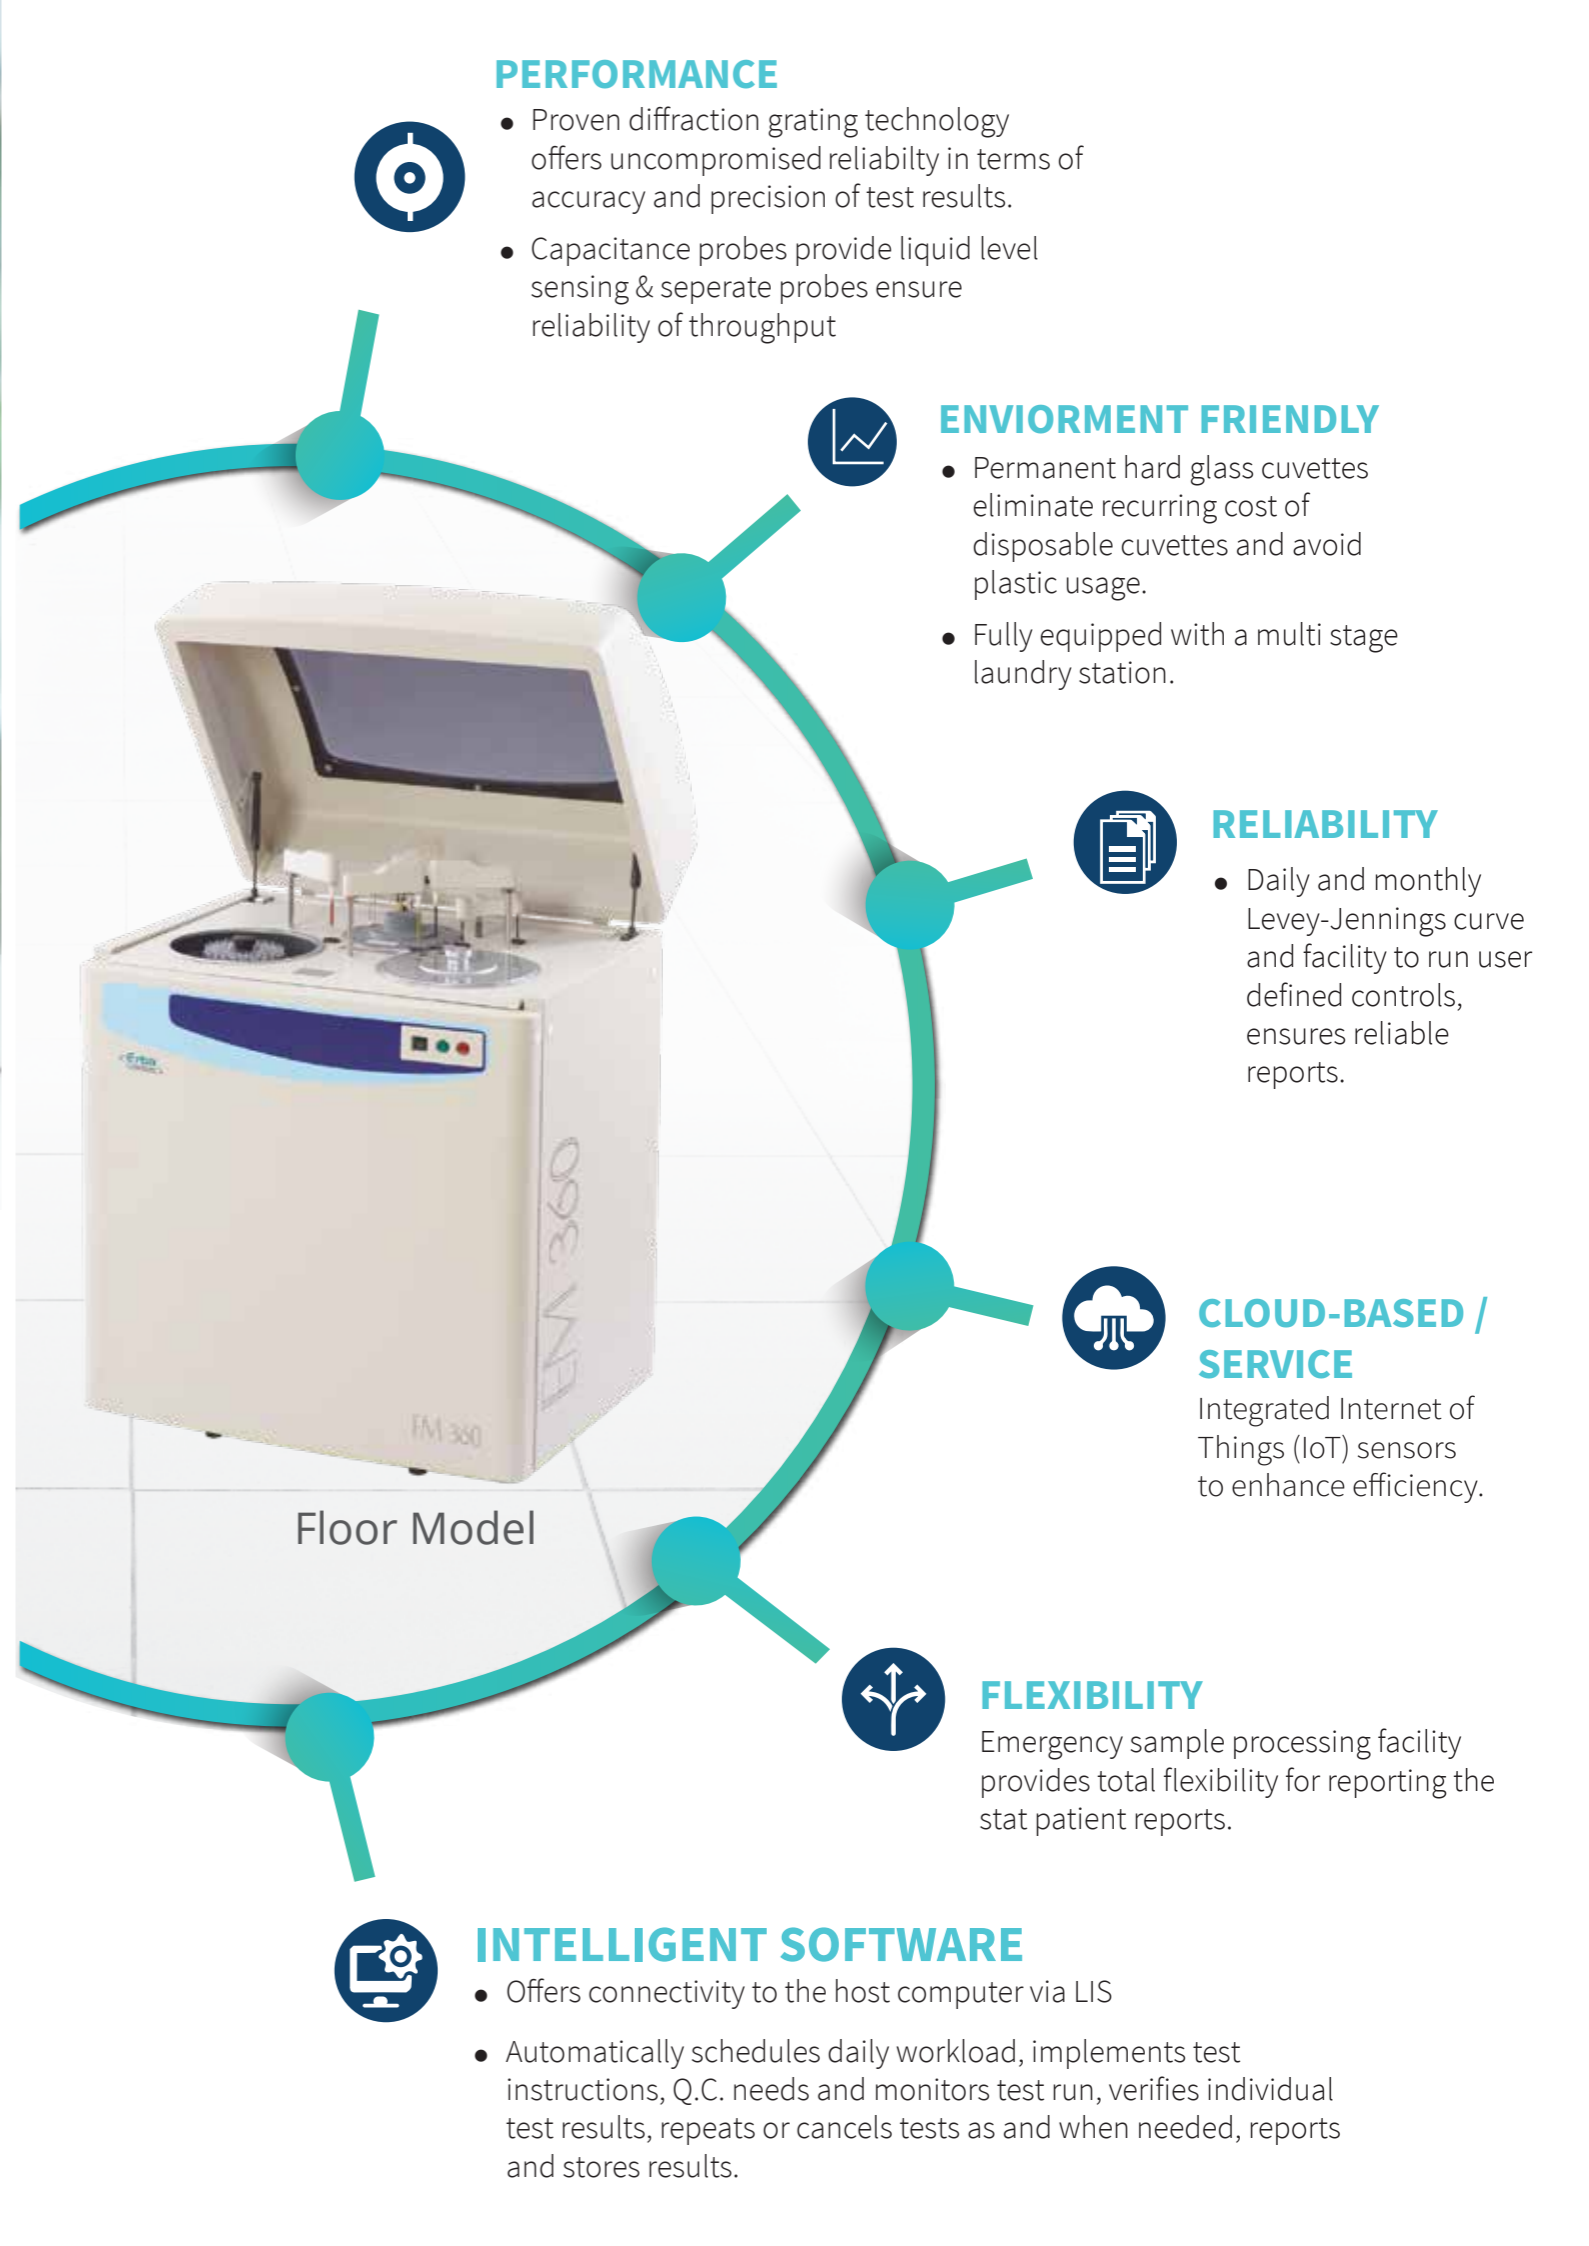 PERFORMANCE
● Proven diffraction grating technology
offers uncompromised reliabilty in terms of
accuracy and precision of test results.
● Capacitance probes provide liquid level
sensing & seperate probes ensure
reliability of throughput
ENVIORMENT FRIENDLY
● Permanent hard glass cuvettes
eliminate recurring cost of
disposable cuvettes and avoid
plastic usage.
● Fully equipped with a multi stage
laundry station.
RELIABILITY
● Daily and monthly
Levey-Jennings curve
and facility to run user
defined controls,
ensures reliable
reports.
Erba
EM 360
EM 360
Floor Model
CLOUD-BASED /
SERVICE
Integrated Internet of
Things (IoT) sensors
to enhance efficiency.
FLEXIBILITY
Emergency sample processing facility
provides total flexibility for reporting the
stat patient reports.
INTELLIGENT SOFTWARE
● Offers connectivity to the host computer via LIS
● Automatically schedules daily workload, implements test
instructions, Q.C. needs and monitors test run, verifies individual
test results, repeats or cancels tests as and when needed, reports
and stores results.